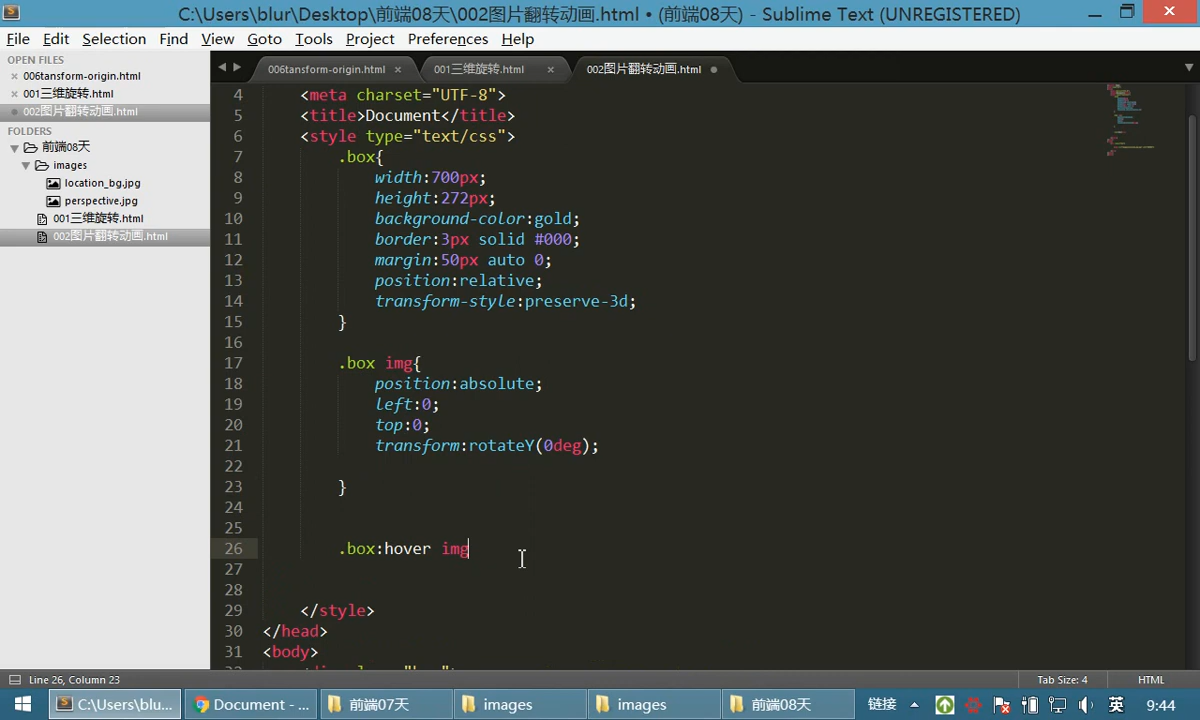 C:\Users\blur\Desktop\前端08天\002图片翻转动画.html • (前端08天) - Sublime Text (UNREGISTERED)
File Edit Selection Find View Goto Tools Project Preferences Help
OPEN FILES
006tansform-origin.html
001三维旋转.html
002图片翻转动画.html
FOLDERS
前端08天
images
location_bg.jpg
perspective.jpg
001三维旋转.html
002图片翻转动画.html
006tansform-origin.html 001三维旋转.html 002图片翻转动画.html
4 <meta charset="UTF-8">
5 <title>Document</title>
6 <style type="text/css">
7 .box{
8 width:700px;
9 height:272px;
10 background-color:gold;
11 border:3px solid #000;
12 margin:50px auto 0;
13 position:relative;
14 transform-style:preserve-3d;
15 }
16
17 .box img{
18 position:absolute;
19 left:0;
20 top:0;
21 transform:rotateY(0deg);
22
23 }
24
25
26 .box:hover img
27
28
29 </style>
30 </head>
31 <body>
Line 26, Column 23 Tab Size: 4 HTML
C:\Users\blu... Document - ... 前端07天 images images 前端08天 链接 英 9:44